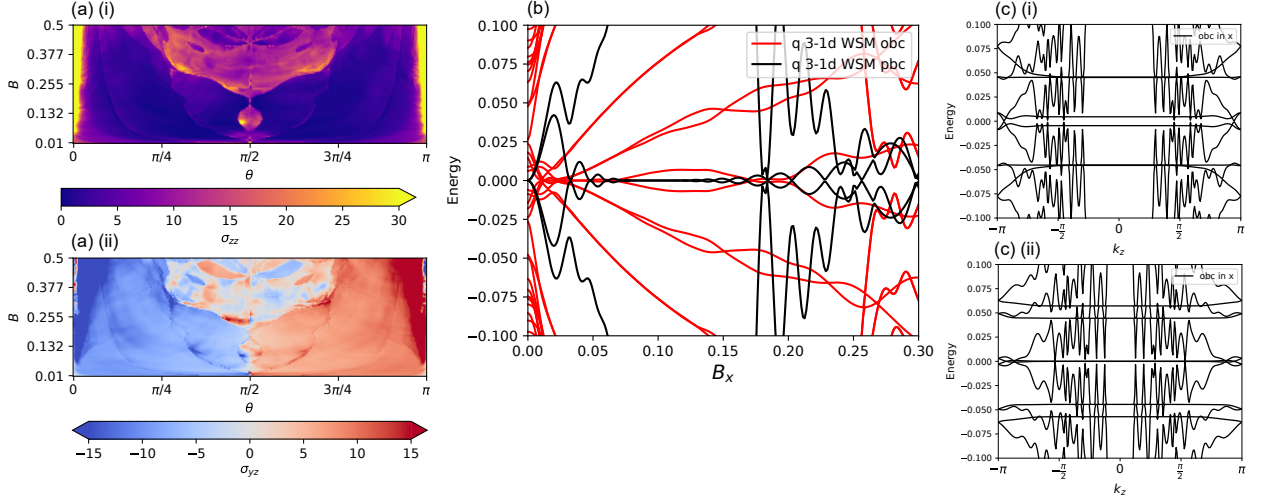 (a) (i)
0.5
0.377
0.255
0.132
0.01
B
0
π/4
π/2
3π/4
π
θ
0
5
10
15
20
25
30
σzz
(a) (ii)
0.5
0.377
0.255
0.132
0.01
B
0
π/4
π/2
3π/4
π
θ
−15
−10
−5
0
5
10
15
σyz
(b)
q 3-1d WSM obc
q 3-1d WSM pbc
0.100
0.075
0.050
0.025
0.000
−0.025
−0.050
−0.075
−0.100
Energy
0.00
0.05
0.10
0.15
0.20
0.25
0.30
Bx
c) (i)
obc in x
0.100
0.075
0.050
0.025
0.000
−0.025
−0.050
−0.075
−0.100
Energy
−π
−π/2
0
π/2
π
kz
c) (ii)
obc in x
0.100
0.075
0.050
0.025
0.000
−0.025
−0.050
−0.075
−0.100
Energy
−π
−π/2
0
π/2
π
kz